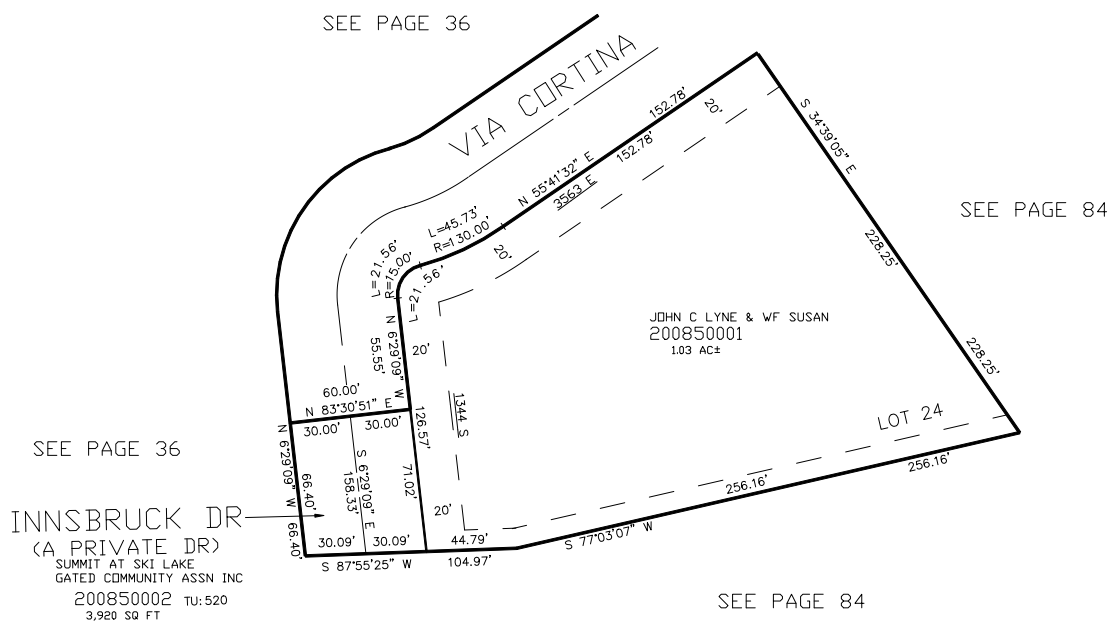 SEE PAGE 36
VIA CORTINA
152.78'
20'
152.78'
N 55°41'32" E
3563 E
S 34°39'05" E
SEE PAGE 84
228.25'
228.25'
L=45.73'
R=130.00'
20'
L=21.56'
R=15.00'
L=21.56'
N 6°29'09" W
55.55'
20'
JOHN C LYNE & WF SUSAN
200850001
1.03 AC±
60.00'
N 83°30'51" E
30.00'
30.00'
1344 S
126.57'
LOT 24
SEE PAGE 36
N 6°29'09" W
66.40'
66.40'
S 6°29'09" E
158.33'
71.02'
20'
256.16'
256.16'
INNSBRUCK DR
(A PRIVATE DR)
SUMMIT AT SKI LAKE
GATED COMMUNITY ASSN INC
200850002 TU:520
3,920 SQ FT
30.09'
30.09'
44.79'
S 87°55'25" W
104.97'
S 77°03'07" W
SEE PAGE 84